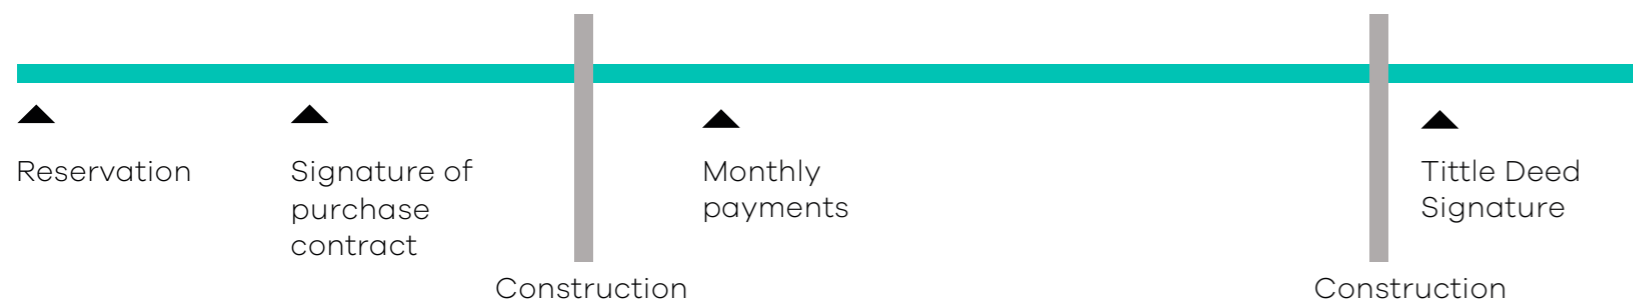 Reservation
Signature of
purchase
contract
Construction
Monthly
payments
Construction
Tittle Deed
Signature